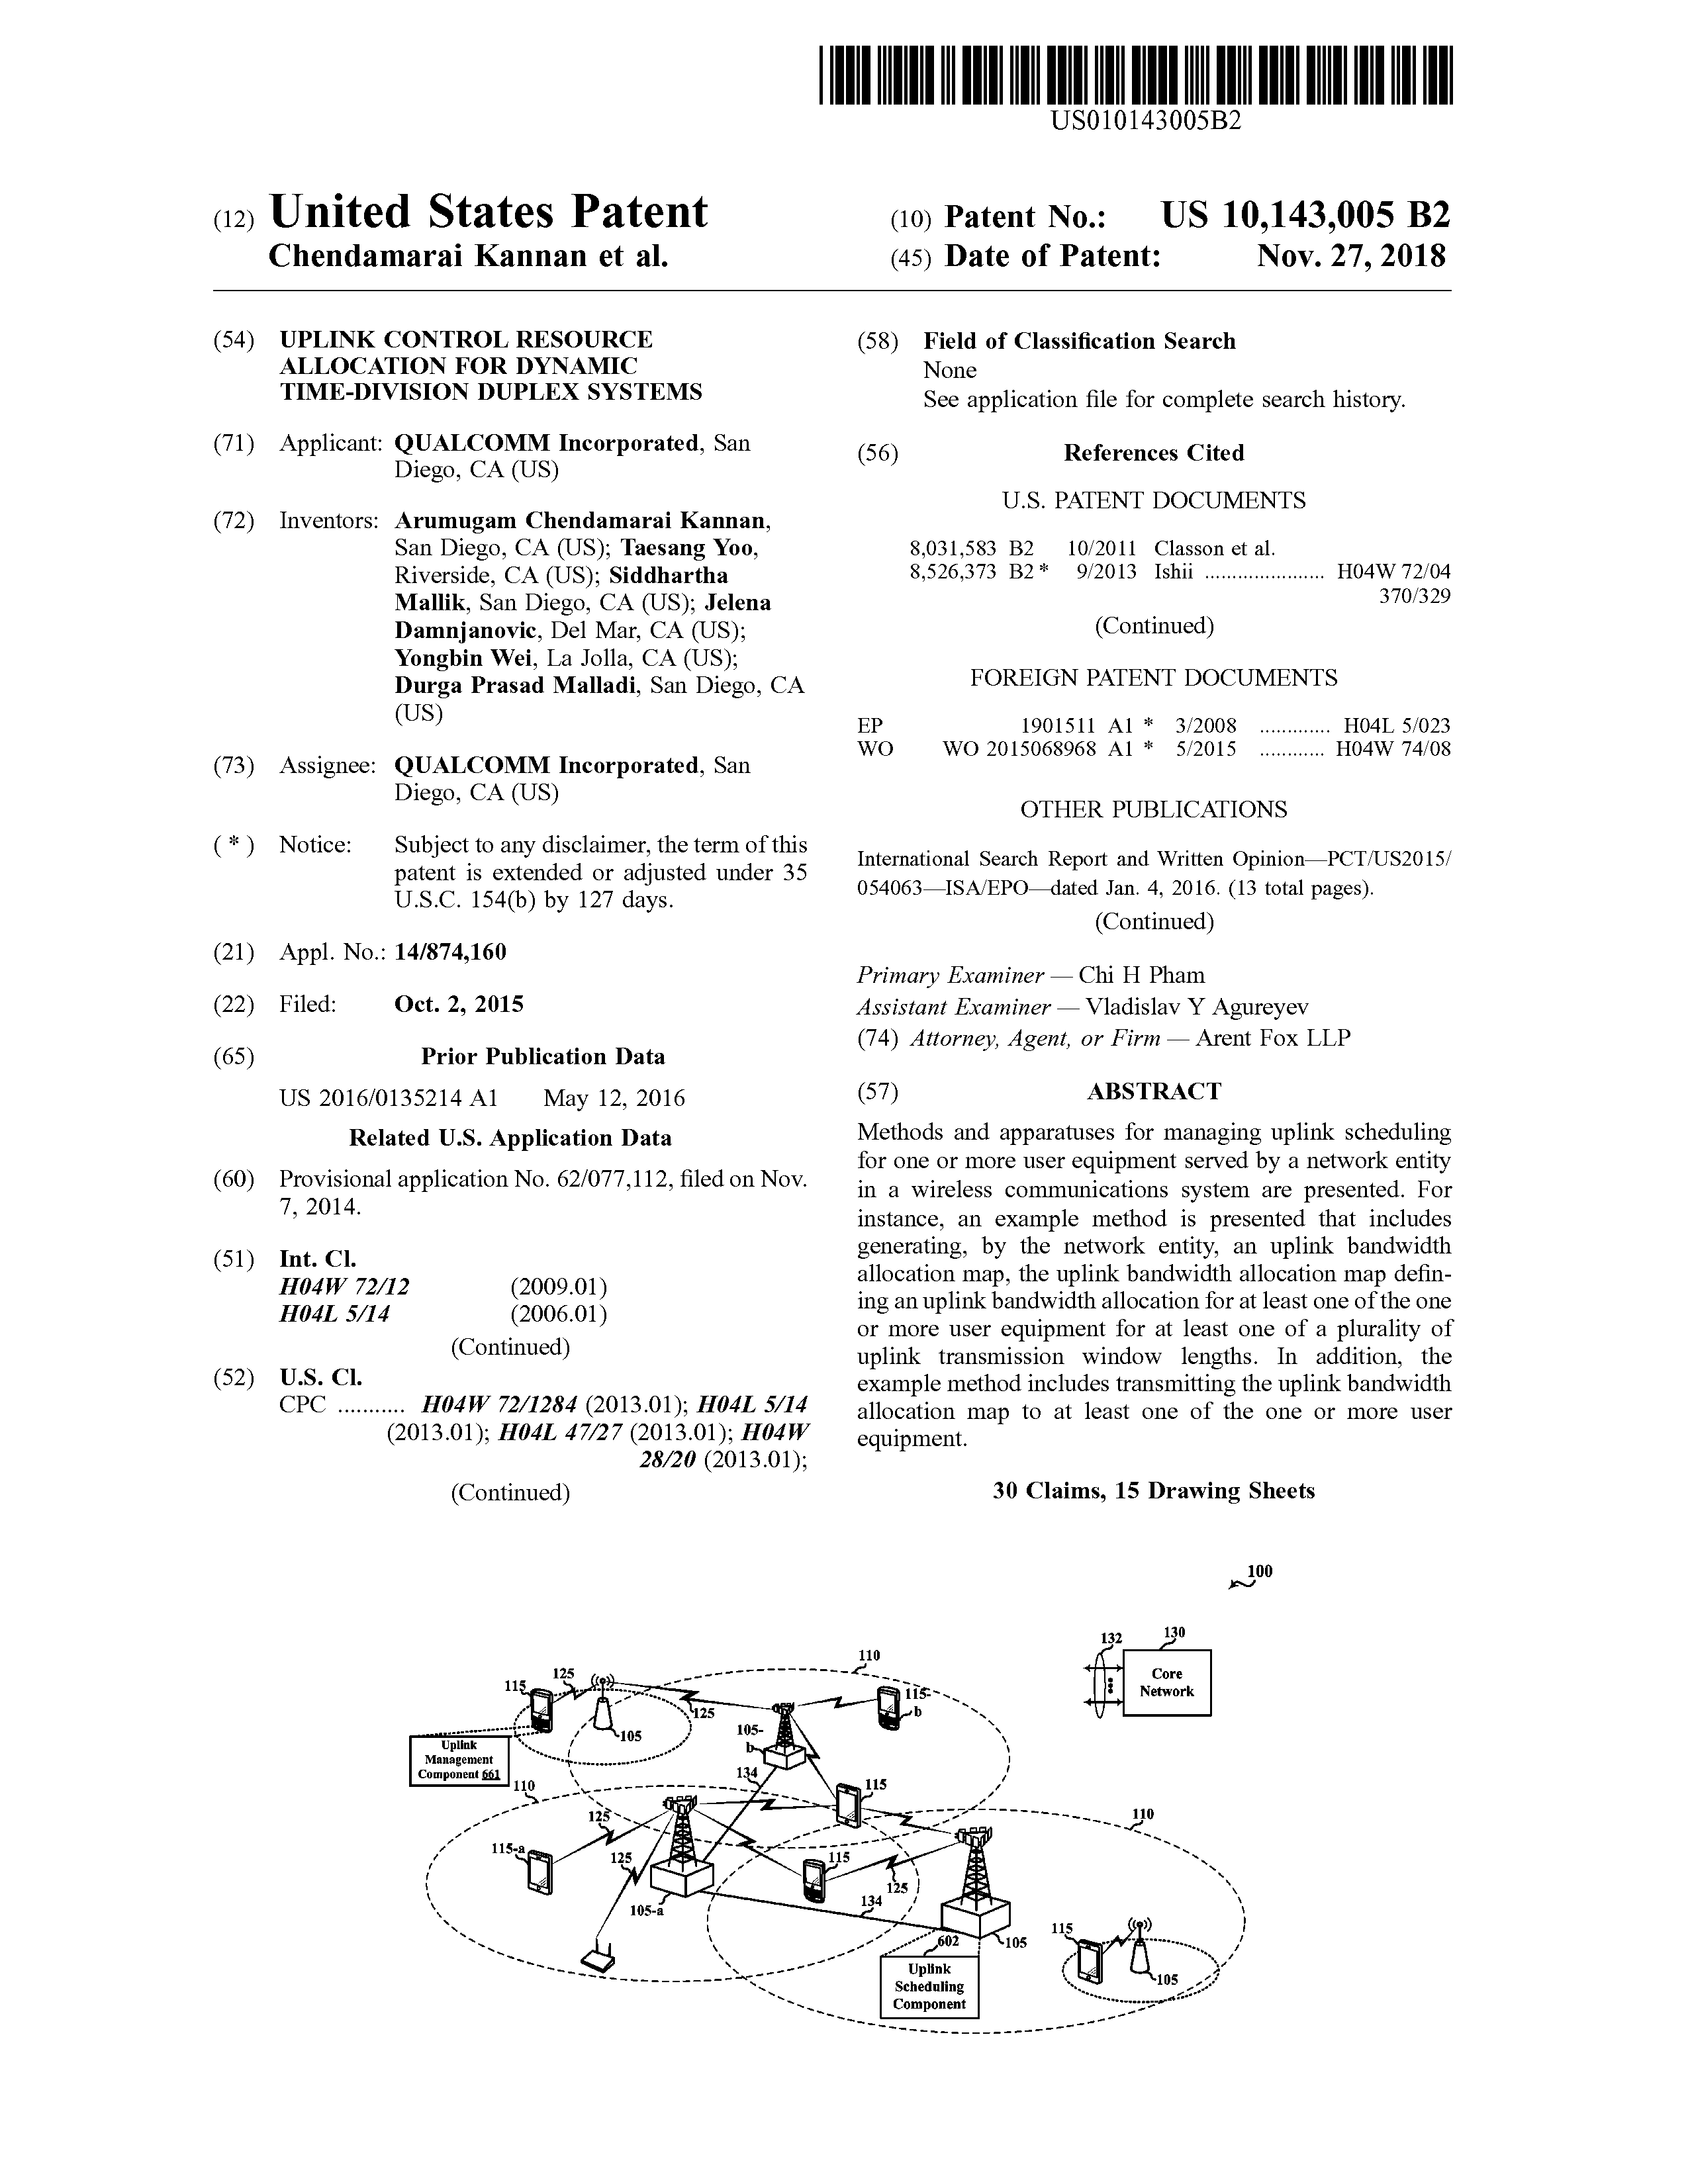 US010143005B2
(12) United States Patent
Chendamarai Kannan et al.
(10) Patent No.: US 10,143,005 B2
(45) Date of Patent: Nov. 27, 2018
(54) UPLINK CONTROL RESOURCE
ALLOCATION FOR DYNAMIC
TIME-DIVISION DUPLEX SYSTEMS
(71) Applicant: QUALCOMM Incorporated, San
Diego, CA (US)
(72) Inventors: Arumugam Chendamarai Kannan,
San Diego, CA (US); Taesang Yoo,
Riverside, CA (US); Siddhartha
Mallik, San Diego, CA (US); Jelena
Damnjanovic, Del Mar, CA (US);
Yongbin Wei, La Jolla, CA (US);
Durga Prasad Malladi, San Diego, CA
(US)
(73) Assignee: QUALCOMM Incorporated, San
Diego, CA (US)
( * ) Notice: Subject to any disclaimer, the term of this
patent is extended or adjusted under 35
U.S.C. 154(b) by 127 days.
(21) Appl. No.: 14/874,160
(22) Filed: Oct. 2, 2015
(65) Prior Publication Data
US 2016/0135214 A1 May 12, 2016
Related U.S. Application Data
(60) Provisional application No. 62/077,112, filed on Nov.
7, 2014.
(51) Int. Cl.
H04W 72/12 (2009.01)
H04L 5/14 (2006.01)
(Continued)
(52) U.S. Cl.
CPC ........... H04W 72/1284 (2013.01); H04L 5/14
(2013.01); H04L 47/27 (2013.01); H04W
28/20 (2013.01);
(Continued)
(58) Field of Classification Search
None
See application file for complete search history.
(56) References Cited
U.S. PATENT DOCUMENTS
8,031,583 B2 10/2011 Classon et al.
8,526,373 B2 * 9/2013 Ishii ...................... H04W 72/04
370/329
(Continued)
FOREIGN PATENT DOCUMENTS
EP 1901511 A1 * 3/2008 ............. H04L 5/023
WO WO 2015068968 A1 * 5/2015 ............ H04W 74/08
OTHER PUBLICATIONS
International Search Report and Written Opinion—PCT/US2015/
054063—ISA/EPO—dated Jan. 4, 2016. (13 total pages).
(Continued)
Primary Examiner — Chi H Pham
Assistant Examiner — Vladislav Y Agureyev
(74) Attorney, Agent, or Firm — Arent Fox LLP
(57) ABSTRACT
Methods and apparatuses for managing uplink scheduling
for one or more user equipment served by a network entity
in a wireless communications system are presented. For
instance, an example method is presented that includes
generating, by the network entity, an uplink bandwidth
allocation map, the uplink bandwidth allocation map defin-
ing an uplink bandwidth allocation for at least one of the one
or more user equipment for at least one of a plurality of
uplink transmission window lengths. In addition, the
example method includes transmitting the uplink bandwidth
allocation map to at least one of the one or more user
equipment.
30 Claims, 15 Drawing Sheets
100
132
130
Core
Network
110
125
115
105
125
105-
b
115-
b
Uplink
Management
Component 661
110
134
115
125
110
115-a
125
115
125
105-a
134
602
105
115
105
Uplink
Scheduling
Component